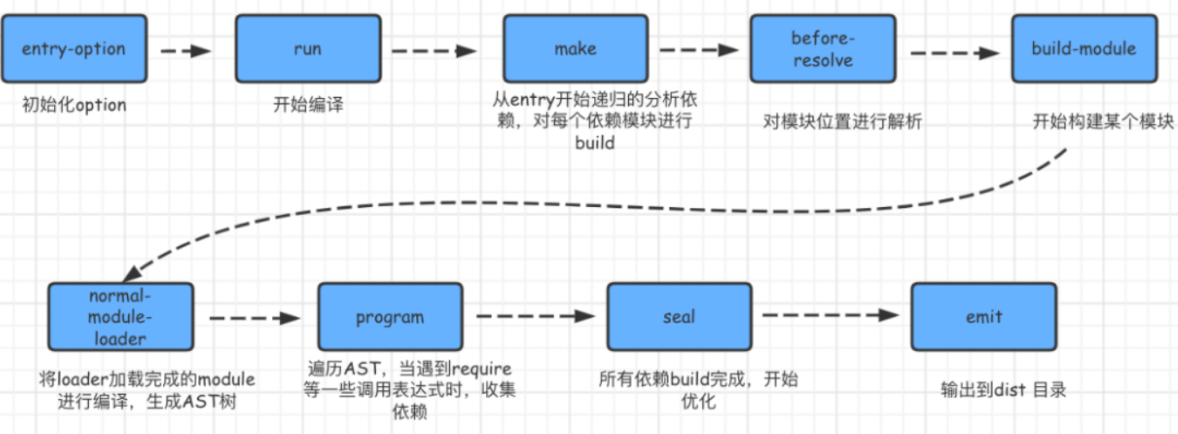 entry-option
run
make
before-
resolve
build-module
初始化option
开始编译
从entry开始递归的分析依
赖，对每个依赖模块进行
build
对模块位置进行解析
开始构建某个模块
normal-
module-
loader
program
seal
emit
将loader加载完成的module
进行编译，生成AST树
遍历AST，当遇到require
等一些调用表达式时，收集
依赖
所有依赖build完成，开始
优化
输出到dist 目录